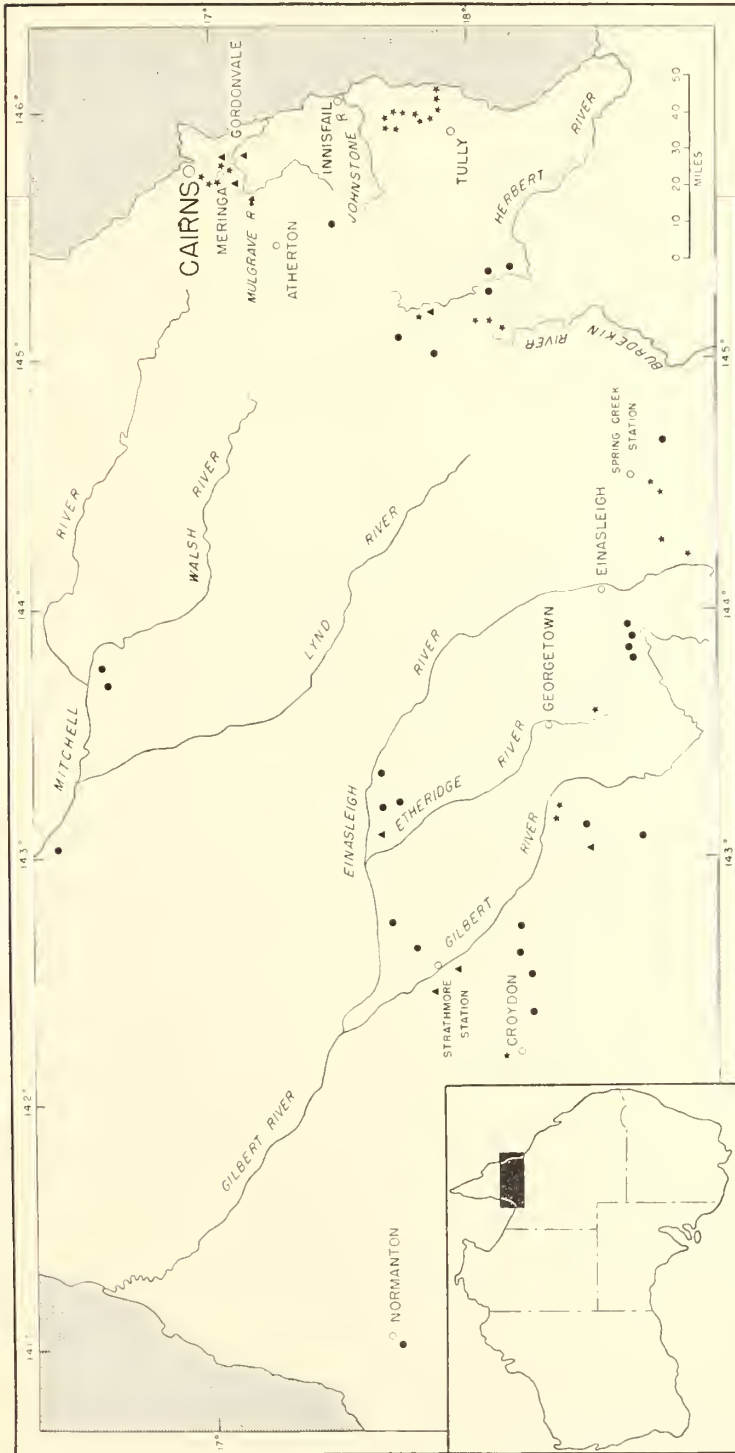 141°
142°
143°
144°
145°
146°
17°
18°
17°
MITCHELL
RIVER
WALSH RIVER
LYND
RIVER
CAIRNS
MERINGA
GORDONVALE
MULGRAVE R
ATHERTON
INNISFAIL
JOHNSTONE R
TULLY
HERBERT
RIVER
BURDEKIN
RIVER
SPRING CREEK
STATION
EINASLEIGH
EINASLEIGH
RIVER
ETHERIDGE
RIVER
GEORGETOWN
GILBERT
RIVER
GILBERT RIVER
STRATHMORE
STATION
CROYDON
NORMANTON
0 10 20 30 40 50
MILES